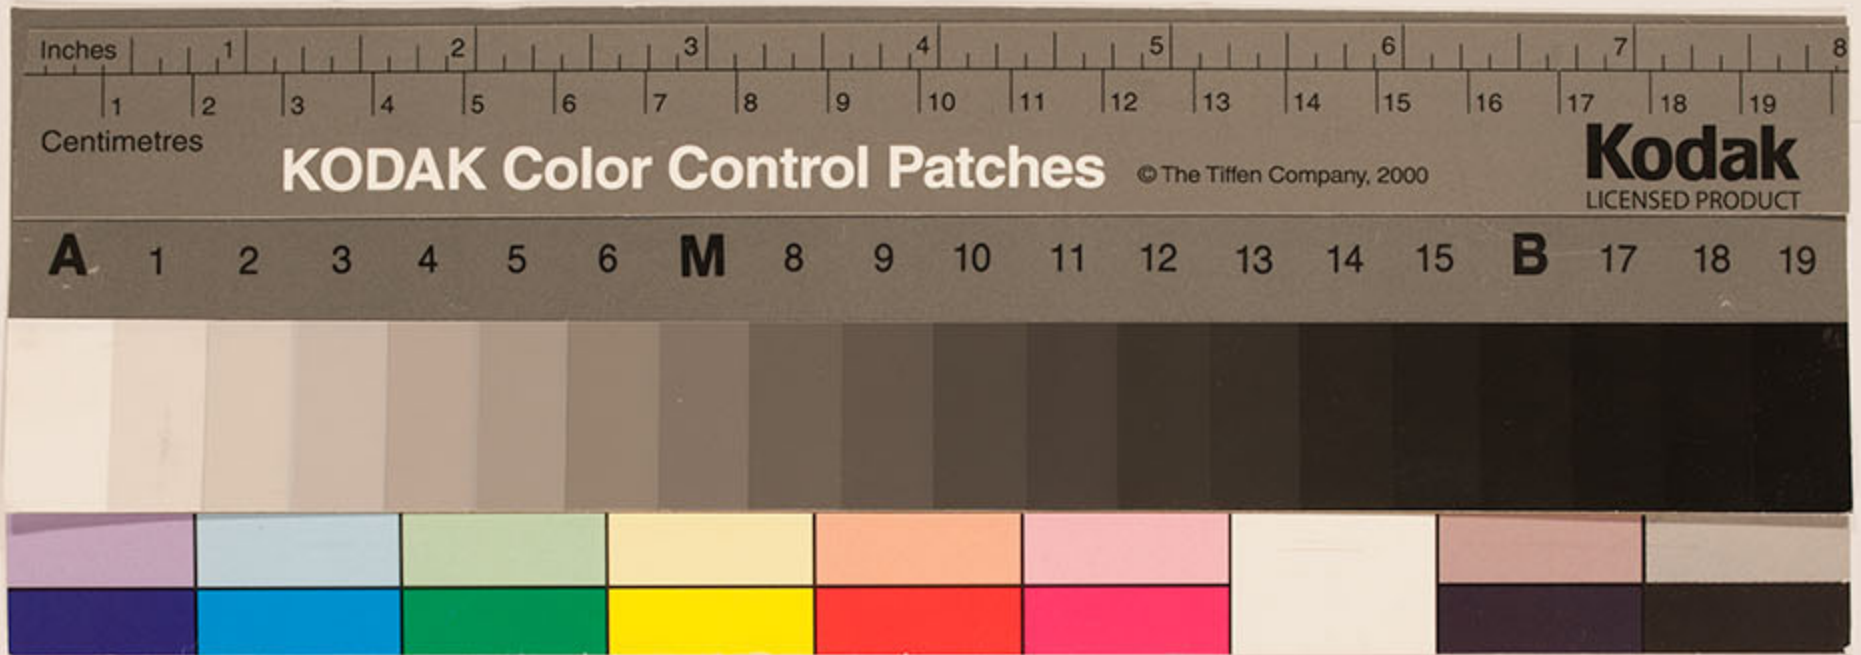 Inches 1 2 3 4 5 6 7 8
1 2 3 4 5 6 7 8 9 10 11 12 13 14 15 16 17 18 19
Centimetres
KODAK Color Control Patches © The Tiffen Company, 2000
Kodak
LICENSED PRODUCT
A 1 2 3 4 5 6 M 8 9 10 11 12 13 14 15 B 17 18 19